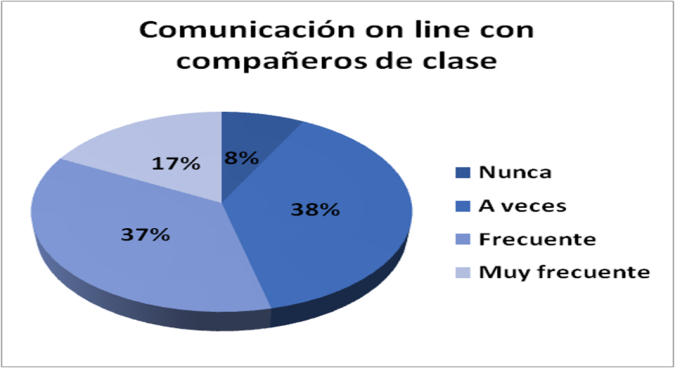 Comunicación on line con
compañeros de clase
8%
17%
38%
37%
Nunca
A veces
Frecuente
Muy frecuente